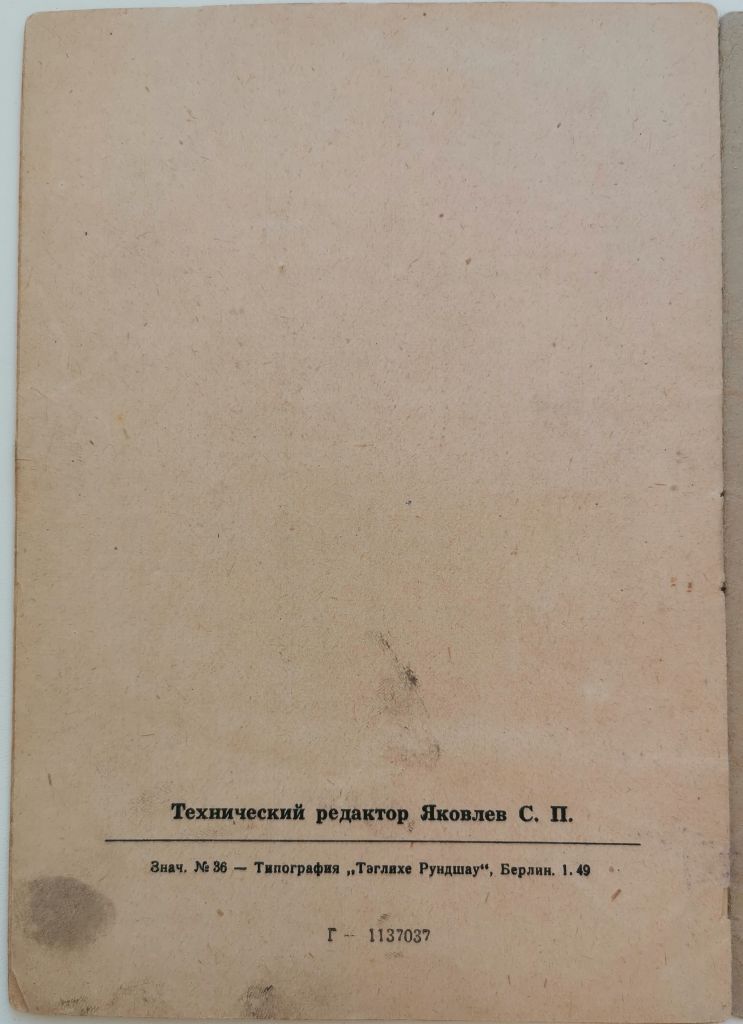 Технический редактор Яковлев С. П.
Знач. № 36 — Типография „Тэглихе Рундшау“, Берлин. 1. 49
Г — 1137037